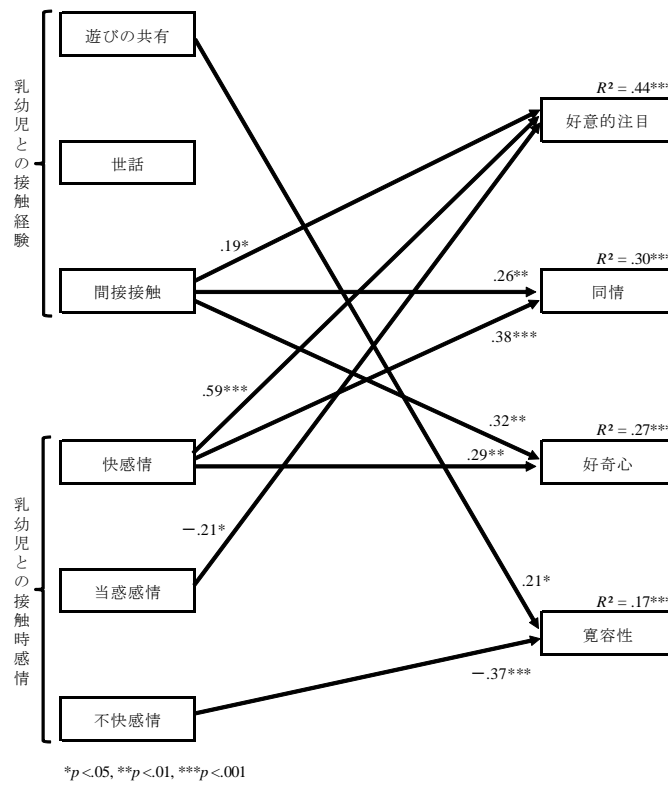 乳幼児との接触経験
遊びの共有
世話
間接接触
乳幼児との接触時感情
快感情
当惑感情
不快感情
.19*
.26**
.38***
.59***
.32**
.29**
－.21*
.21*
－.37***
R² = .44***
好意的注目
R² = .30***
同情
R² = .27***
好奇心
R² = .17***
寛容性
*p<.05, **p<.01, ***p<.001